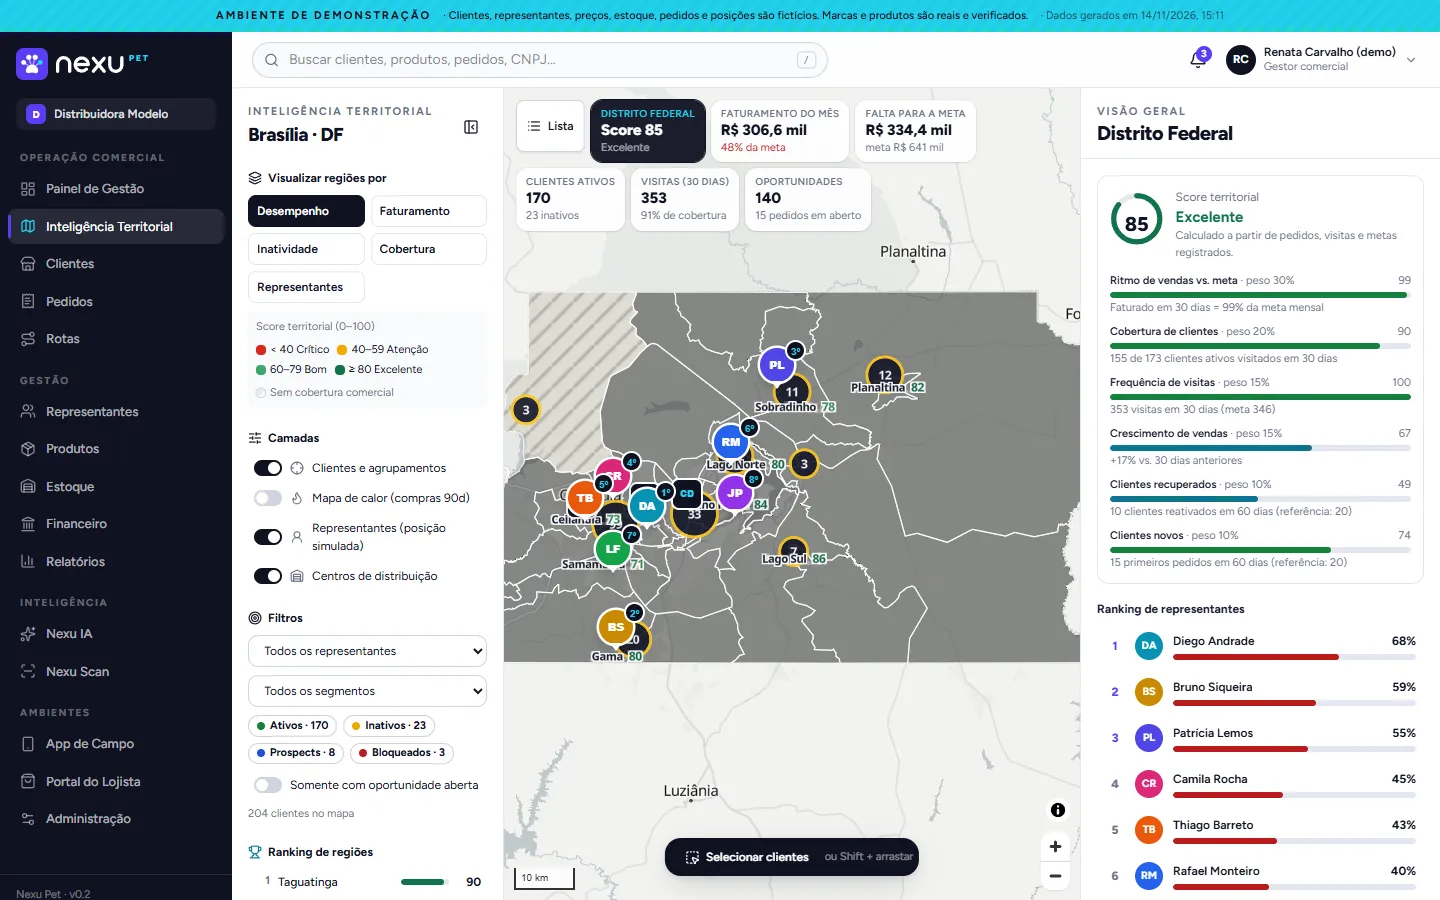 AMBIENTE DE DEMONSTRAÇÃO · Clientes, representantes, preços, estoque, pedidos e posições são fictícios. Marcas e produtos são reais e verificados. · Dados gerados em 14/11/2026, 15:11
nexu PET
D Distribuidora Modelo
OPERAÇÃO COMERCIAL
Painel de Gestão
Inteligência Territorial
Clientes
Pedidos
Rotas
GESTÃO
Representantes
Produtos
Estoque
Financeiro
Relatórios
INTELIGÊNCIA
Nexu IA
Nexu Scan
AMBIENTES
App de Campo
Portal do Lojista
Administração
Nexu Pet · v0.2
Buscar clientes, produtos, pedidos, CNPJ... /
3
RC Renata Carvalho (demo)
Gestor comercial
INTELIGÊNCIA TERRITORIAL
Brasília · DF
Visualizar regiões por
Desempenho Faturamento
Inatividade Cobertura
Representantes
Score territorial (0–100)
< 40 Crítico 40–59 Atenção
60–79 Bom ≥ 80 Excelente
Sem cobertura comercial
Camadas
Clientes e agrupamentos
Mapa de calor (compras 90d)
Representantes (posição
simulada)
Centros de distribuição
Filtros
Todos os representantes
Todos os segmentos
Ativos · 170 Inativos · 23
Prospects · 8 Bloqueados · 3
Somente com oportunidade aberta
204 clientes no mapa
Ranking de regiões
1 Taguatinga 90
Lista
DISTRITO FEDERAL
Score 85
Excelente
FATURAMENTO DO MÊS
R$ 306,6 mil
48% da meta
FALTA PARA A META
R$ 334,4 mil
meta R$ 641 mil
CLIENTES ATIVOS
170
23 inativos
VISITAS (30 DIAS)
353
91% de cobertura
OPORTUNIDADES
140
15 pedidos em aberto
Planaltina
Fo
PL 3º
11
Sobradinho 78
12
Planaltina 82
3
RM 6º
Lago Norte 80
3
4º
TB 5º
DA 1º
CD
JP 8º
84
33
Ceilândia 73
LF 7º
71
7
Lago Sul 86
BS 2º
Gama 80
Luziânia
Selecionar clientes ou Shift + arrastar
10 km
VISÃO GERAL
Distrito Federal
85
Score territorial
Excelente
Calculado a partir de pedidos, visitas e metas
registrados.
Ritmo de vendas vs. meta · peso 30% 99
Faturado em 30 dias = 99% da meta mensal
Cobertura de clientes · peso 20% 90
155 de 173 clientes ativos visitados em 30 dias
Frequência de visitas · peso 15% 100
353 visitas em 30 dias (meta 346)
Crescimento de vendas · peso 15% 67
+17% vs. 30 dias anteriores
Clientes recuperados · peso 10% 49
10 clientes reativados em 60 dias (referência: 20)
Clientes novos · peso 10% 74
15 primeiros pedidos em 60 dias (referência: 20)
Ranking de representantes
1 DA Diego Andrade 68%
2 BS Bruno Siqueira 59%
3 PL Patrícia Lemos 55%
4 CR Camila Rocha 45%
5 TB Thiago Barreto 43%
6 RM Rafael Monteiro 40%